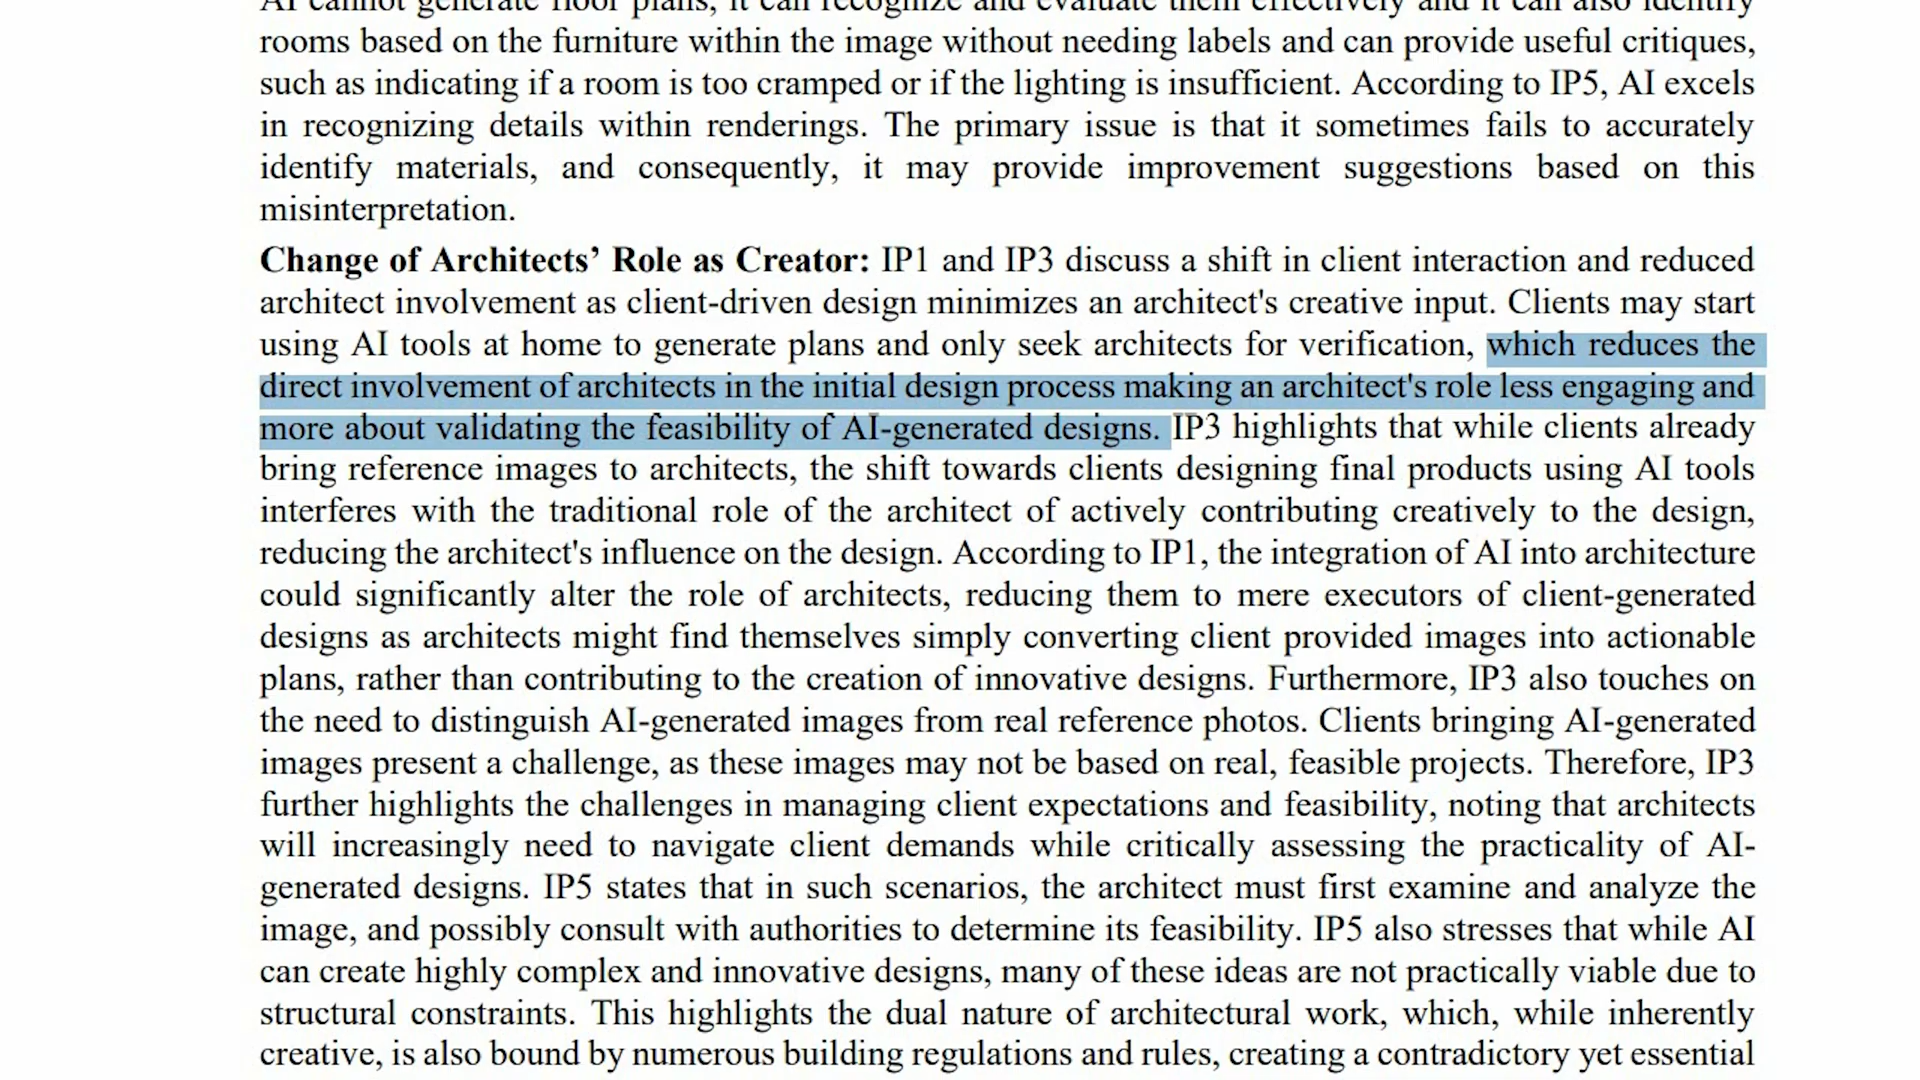 AI cannot generate floor plans, it can recognize and evaluate them effectively and it can also identify
rooms based on the furniture within the image without needing labels and can provide useful critiques,
such as indicating if a room is too cramped or if the lighting is insufficient. According to IP5, AI excels
in recognizing details within renderings. The primary issue is that it sometimes fails to accurately
identify materials, and consequently, it may provide improvement suggestions based on this
misinterpretation.
Change of Architects’ Role as Creator: IP1 and IP3 discuss a shift in client interaction and reduced
architect involvement as client-driven design minimizes an architect's creative input. Clients may start
using AI tools at home to generate plans and only seek architects for verification, which reduces the
direct involvement of architects in the initial design process making an architect's role less engaging and
more about validating the feasibility of AI-generated designs. IP3 highlights that while clients already
bring reference images to architects, the shift towards clients designing final products using AI tools
interferes with the traditional role of the architect of actively contributing creatively to the design,
reducing the architect's influence on the design. According to IP1, the integration of AI into architecture
could significantly alter the role of architects, reducing them to mere executors of client-generated
designs as architects might find themselves simply converting client provided images into actionable
plans, rather than contributing to the creation of innovative designs. Furthermore, IP3 also touches on
the need to distinguish AI-generated images from real reference photos. Clients bringing AI-generated
images present a challenge, as these images may not be based on real, feasible projects. Therefore, IP3
further highlights the challenges in managing client expectations and feasibility, noting that architects
will increasingly need to navigate client demands while critically assessing the practicality of AI-
generated designs. IP5 states that in such scenarios, the architect must first examine and analyze the
image, and possibly consult with authorities to determine its feasibility. IP5 also stresses that while AI
can create highly complex and innovative designs, many of these ideas are not practically viable due to
structural constraints. This highlights the dual nature of architectural work, which, while inherently
creative, is also bound by numerous building regulations and rules, creating a contradictory yet essential